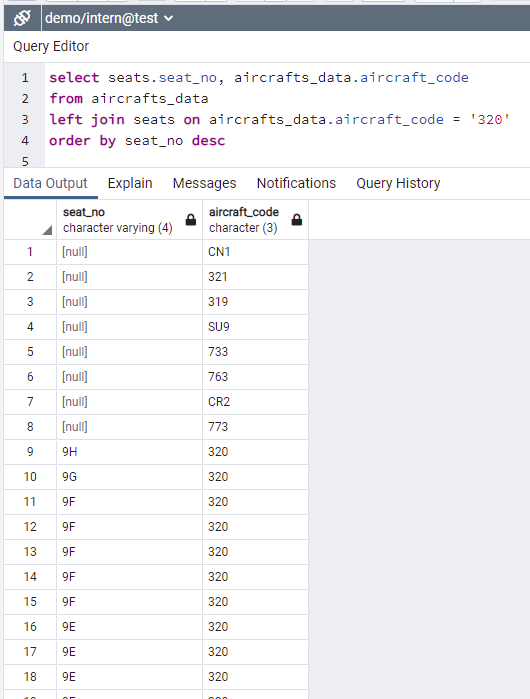 demo/intern@test
Query Editor
1 select seats.seat_no, aircrafts_data.aircraft_code
2 from aircrafts_data
3 left join seats on aircrafts_data.aircraft_code = '320'
4 order by seat_no desc
5
Data Output Explain Messages Notifications Query History
seat_no aircraft_code
character varying (4) character (3)
1 [null] CN1
2 [null] 321
3 [null] 319
4 [null] SU9
5 [null] 733
6 [null] 763
7 [null] CR2
8 [null] 773
9 9H 320
10 9G 320
11 9F 320
12 9F 320
13 9F 320
14 9F 320
15 9F 320
16 9E 320
17 9E 320
18 9E 320